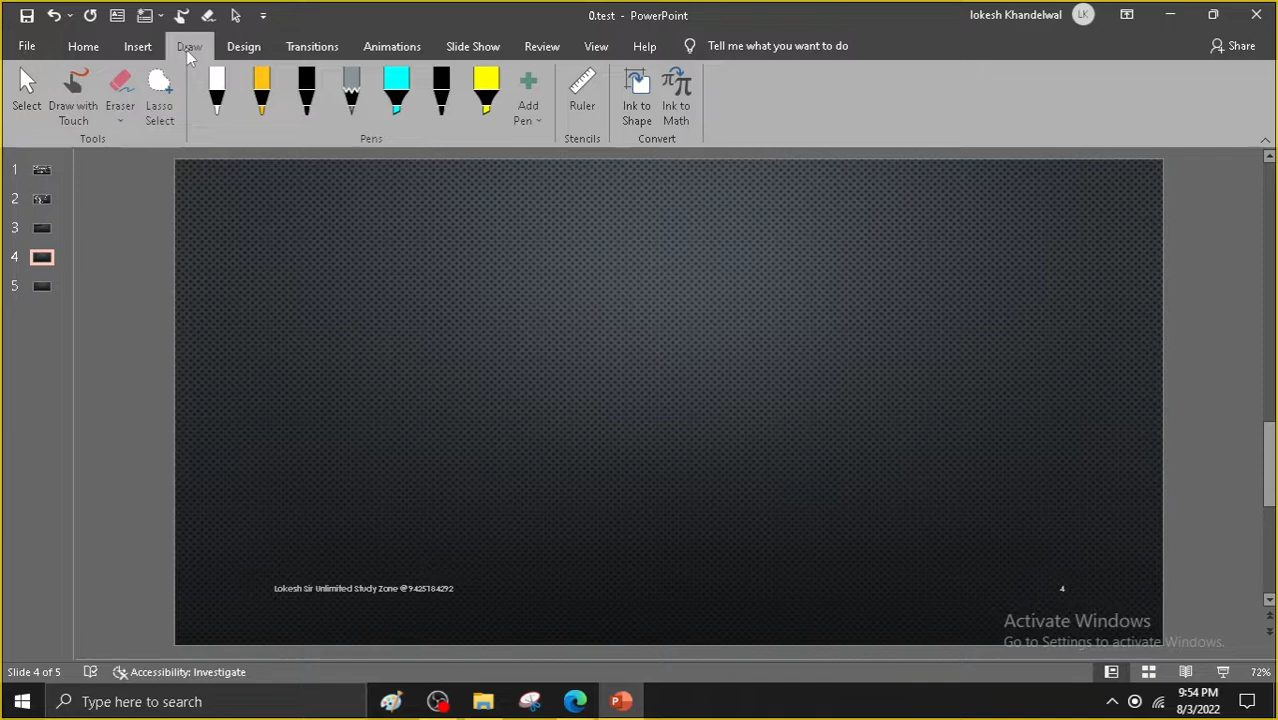 0.test - PowerPoint
lokesh Khandelwal
LK
File
Home
Insert
Draw
Design
Transitions
Animations
Slide Show
Review
View
Help
Tell me what you want to do
Share
Select
Draw with
Touch
Eraser
Lasso
Select
Add
Pen
Ruler
Ink to
Shape
Ink to
Math
Tools
Pens
Stencils
Convert
1
2
3
4
5
Lokesh Sir Unlimited Study Zone @9425184292
4
Activate Windows
Go to Settings to activate Windows.
Slide 4 of 5
Accessibility: Investigate
72%
Type here to search
9:54 PM
8/3/2022